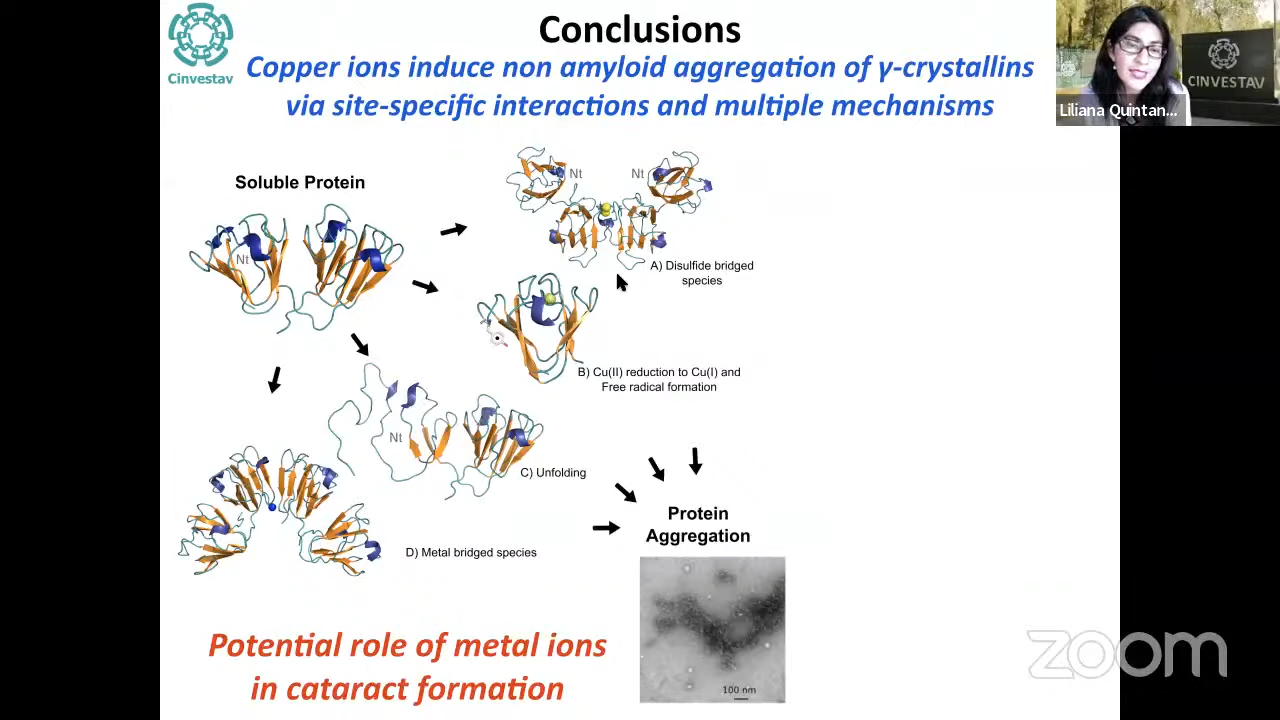 Conclusions
Cinvestav
Copper ions induce non amyloid aggregation of γ-crystallins
via site-specific interactions and multiple mechanisms
CINVESTAV
Liliana Quintan...
Soluble Protein
Nt
Nt
Nt
A) Disulfide bridged
species
B) Cu(II) reduction to Cu(I) and
Free radical formation
Nt
C) Unfolding
D) Metal bridged species
Protein
Aggregation
100 nm
Potential role of metal ions
in cataract formation
zoom